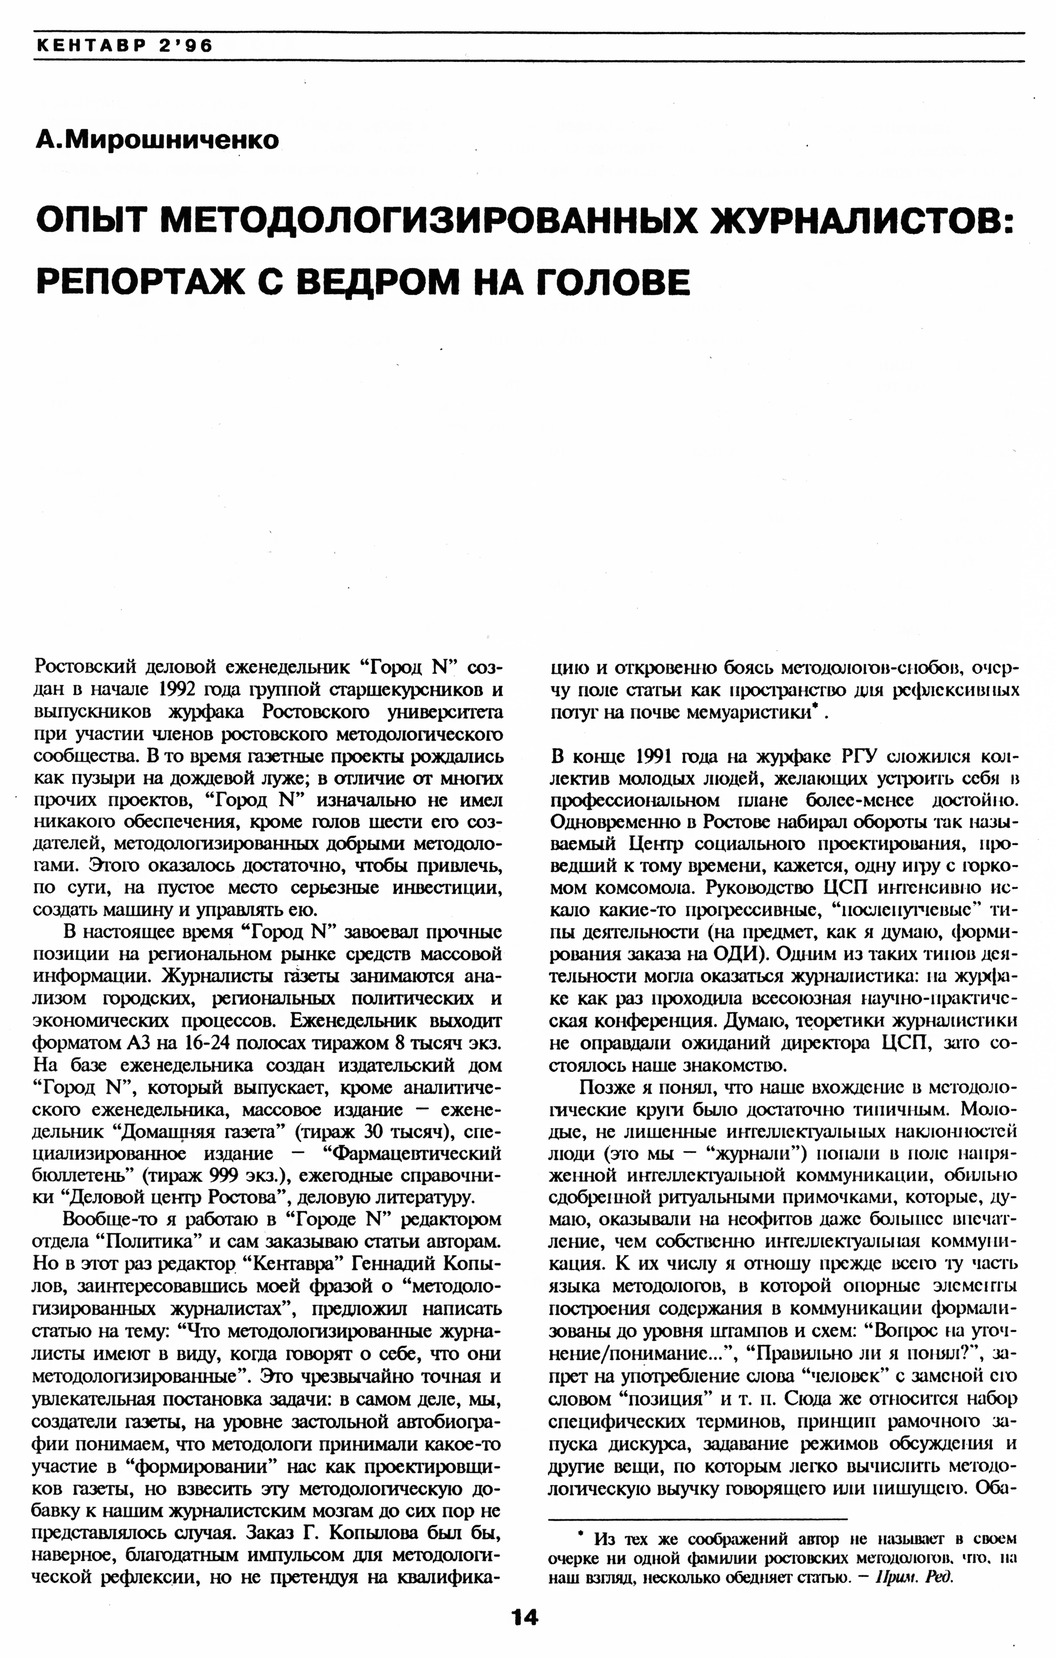 КЕНТАВР 2'96
А.Мирошниченко
ОПЫТ МЕТОДОЛОГИЗИРОВАННЫХ ЖУРНАЛИСТОВ:
РЕПОРТАЖ С ВЕДРОМ НА ГОЛОВЕ
Ростовский деловой еженедельник “Город N” соз-
дан в начале 1992 года группой старшекурсников и
выпускников журфака Ростовского университета
при участии членов ростовского методологического
сообщества. В то время газетные проекты рождались
как пузыри на дождевой луже; в отличие от многих
прочих проектов, “Город N” изначально не имел
никакого обеспечения, кроме голов шести его соз-
дателей, методологизированных добрыми методоло-
гами. Этого оказалось достаточно, чтобы привлечь,
по сути, на пустое место серьезные инвестиции,
создать машину и управлять ею.
В настоящее время “Город N” завоевал прочные
позиции на региональном рынке средств массовой
информации. Журналисты газеты занимаются ана-
лизом городских, региональных политических и
экономических процессов. Еженедельник выходит
форматом А3 на 16-24 полосах тиражом 8 тысяч экз.
На базе еженедельника создан издательский дом
“Город N”, который выпускает, кроме аналитиче-
ского еженедельника, массовое издание — ежене-
дельник “Домашняя газета” (тираж 30 тысяч), спе-
циализированное издание — “Фармацевтический
бюллетень” (тираж 999 экз.), ежегодные справочни-
ки “Деловой центр Ростова”, деловую литературу.
Вообще-то я работаю в “Городе N” редактором
отдела “Политика” и сам заказываю статьи авторам.
Но в этот раз редактор “Кентавра” Геннадий Копы-
лов, заинтересовавшись моей фразой о “методоло-
гизированных журналистах”, предложил написать
статью на тему: “Что методологизированные журна-
листы имеют в виду, когда говорят о себе, что они
методологизированные”. Это чрезвычайно точная и
увлекательная постановка задачи: в самом деле, мы,
создатели газеты, на уровне застольной автобиогра-
фии понимаем, что методологи принимали какое-то
участие в “формировании” нас как проектировщи-
ков газеты, но взвесить эту методологическую до-
бавку к нашим журналистским мозгам до сих пор не
представлялось случая. Заказ Г. Копылова был бы,
наверное, благодатным импульсом для методологи-
ческой рефлексии, но не претендуя на квалифика-
цию и откровенно боясь методологов-снобов, очер-
чу поле статьи как пространство для рефлексивных
потуг на почве мемуаристики* .
В конце 1991 года на журфаке РГУ сложился кол-
лектив молодых людей, желающих устроить себя в
профессиональном плане более-менее достойно.
Одновременно в Ростове набирал обороты так назы-
ваемый Центр социального проектирования, про-
ведший к тому времени, кажется, одну игру с горко-
мом комсомола. Руководство ЦСП интенсивно ис-
кало какие-то прогрессивные, “послепутчевые” ти-
пы деятельности (на предмет, как я думаю, форми-
рования заказа на ОДИ). Одним из таких типов дея-
тельности могла оказаться журналистика: на журфа-
ке как раз проходила всесоюзная научно-практиче-
ская конференция. Думаю, теоретики журналистики
не оправдали ожиданий директора ЦСП, зато со-
стоялось наше знакомство.
Позже я понял, что наше вхождение в методоло-
гические круги было достаточно типичным. Моло-
дые, не лишенные интеллектуальных наклонностей
люди (это мы — “журнали”) попали в поле напря-
женной интеллектуальной коммуникации, обильно
сдобренной ритуальными примочками, которые, ду-
маю, оказывали на неофитов даже большее впечат-
ление, чем собственно интеллектуальная коммуни-
кация. К их числу я отношу прежде всего ту часть
языка методологов, в которой опорные элементы
построения содержания в коммуникации формали-
зованы до уровня штампов и схем: “Вопрос на уточ-
нение/понимание...”, “Правильно ли я понял?”, за-
прет на употребление слова “человек” с заменой его
словом “позиция” и т. п. Сюда же относится набор
специфических терминов, принцип рамочного за-
пуска дискурса, задавание режимов обсуждения и
другие вещи, по которым легко вычислить методо-
логическую выучку говорящего или пишущего. Оба-
* Из тех же соображений автор не называет в своем
очерке ни одной фамилии ростовских методологов, что, на
наш взгляд, несколько обедняет статью. — Прим. Ред.
14